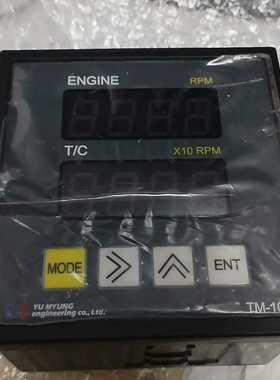 ENGINE RPM
T/C X10 RPM
MODE ENT
YU MYUNG
engineering co., Ltd.